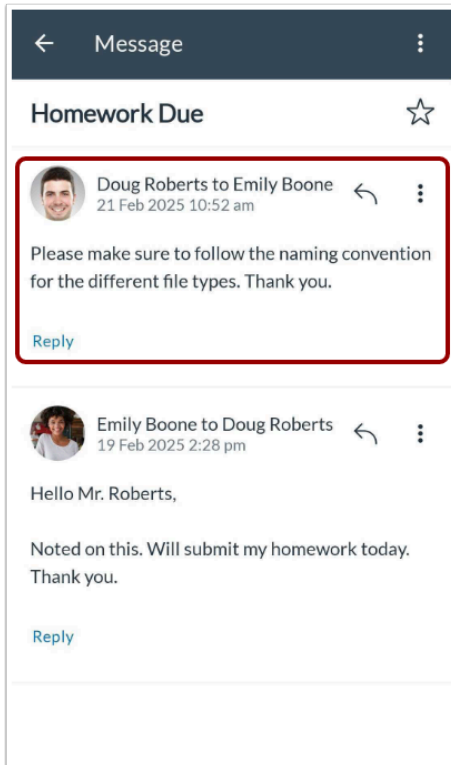 Message
Homework Due
Doug Roberts to Emily Boone
21 Feb 2025 10:52 am
Please make sure to follow the naming convention
for the different file types. Thank you.
Reply
Emily Boone to Doug Roberts
19 Feb 2025 2:28 pm
Hello Mr. Roberts,
Noted on this. Will submit my homework today.
Thank you.
Reply